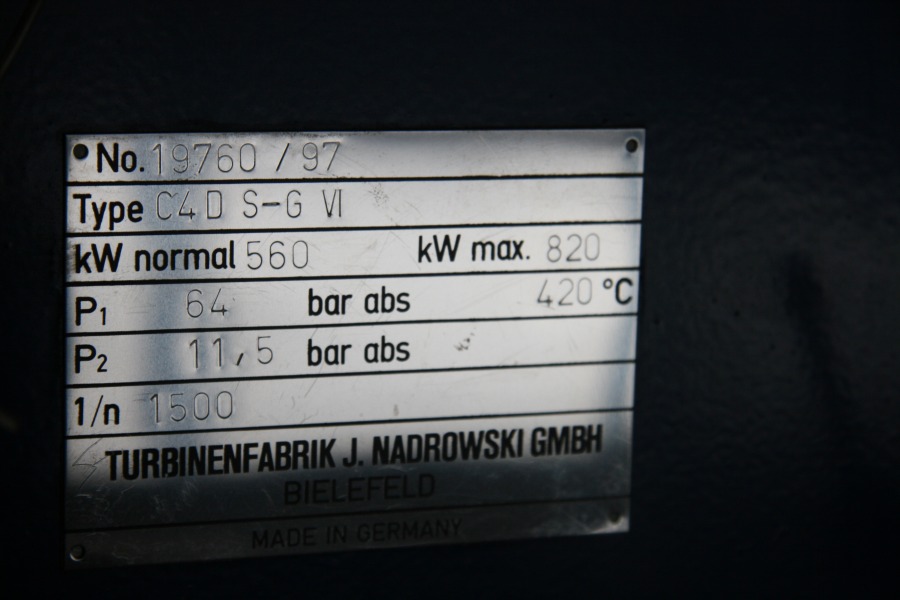 No. 19760 / 97
Type C4D S-G VI
kW normal 560 kW max. 820
P1 64 bar abs 420 °C
P2 11,5 bar abs
1/n 1500
TURBINENFABRIK J. NADROWSKI GMBH
BIELEFELD
MADE IN GERMANY